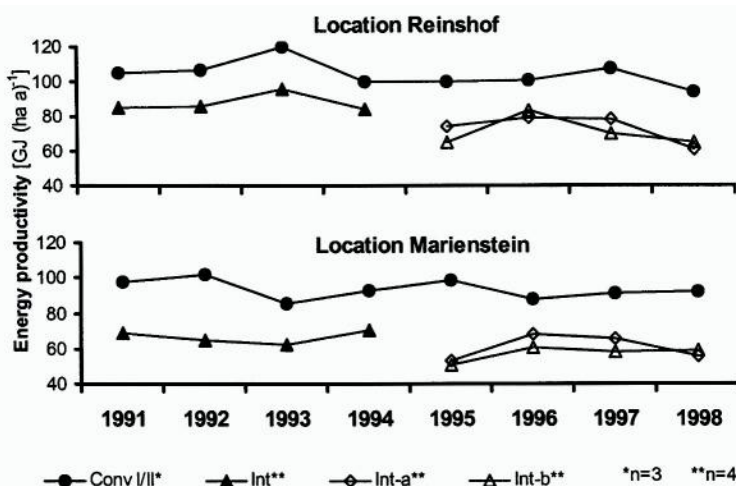 Location Reinshof
120
100
80
60
40
Energy productivity [GJ (ha a)⁻¹]
Location Marienstein
120
100
80
60
40
1991 1992 1993 1994 1995 1996 1997 1998
Conv I/II* Int** Int-a** Int-b** *n=3 **n=4